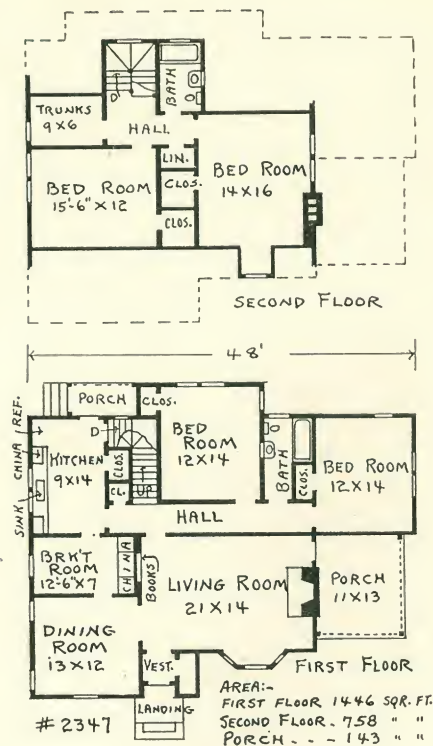 BATH
D
TRUNKS
9X6
HALL
LIN.
BED ROOM
15'-6" X 12
CLOS.
BED ROOM
14X16
CLOS.
SECOND FLOOR
48'
PORCH
CLOS.
CHINA REF.
SINK
D
KITCHEN
9X14
CLOS.
CL.
UP
BED
ROOM
12X14
BATH
CLOS.
BED ROOM
12X14
HALL
BRK'T
ROOM
12'-6"X7
CHINA
BOOKS
LIVING ROOM
21X14
PORCH
11X13
DINING
ROOM
13X12
VEST.
FIRST FLOOR
LANDING
# 2347
AREA:-
FIRST FLOOR 1446 SQR. FT.
SECOND FLOOR - 758 " "
PORCH - - - 143 " "